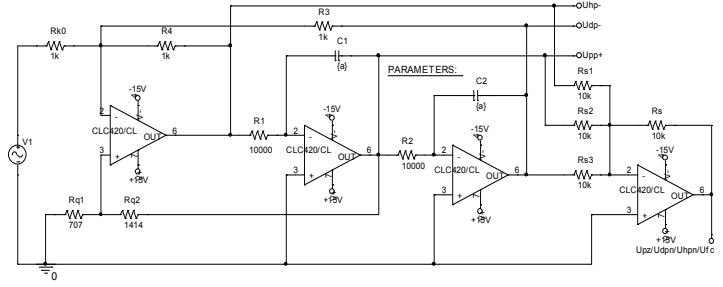 Uhp-
Udp-
Upp+
R3
1k
Rk0
1k
R4
1k
C1
{a}
PARAMETERS:
C2
{a}
Rs1
10k
Rs2
10k
Rs
10k
Rs3
10k
V1
-15V
2
-
V-
CLC420/CL
OUT
6
3
+
V+
+15V
R1
10000
-15V
2
-
V-
CLC420/CL
OUT
6
3
+
V+
+15V
R2
10000
-15V
2
-
V-
CLC420/CL
OUT
6
3
+
V+
+15V
-15V
2
-
V-
CLC420/CL
OUT
6
3
+
V+
+15V
Rq1
707
Rq2
1414
0
Upz/Udpn/Uhpn/Ufc